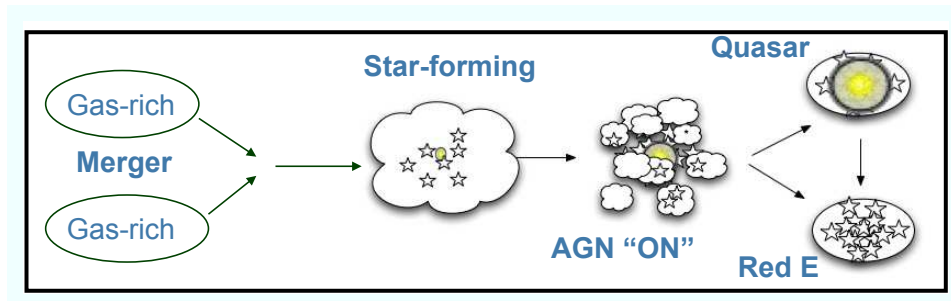 Quasar
Star-forming
Gas-rich
Merger
Gas-rich
AGN “ON”
Red E